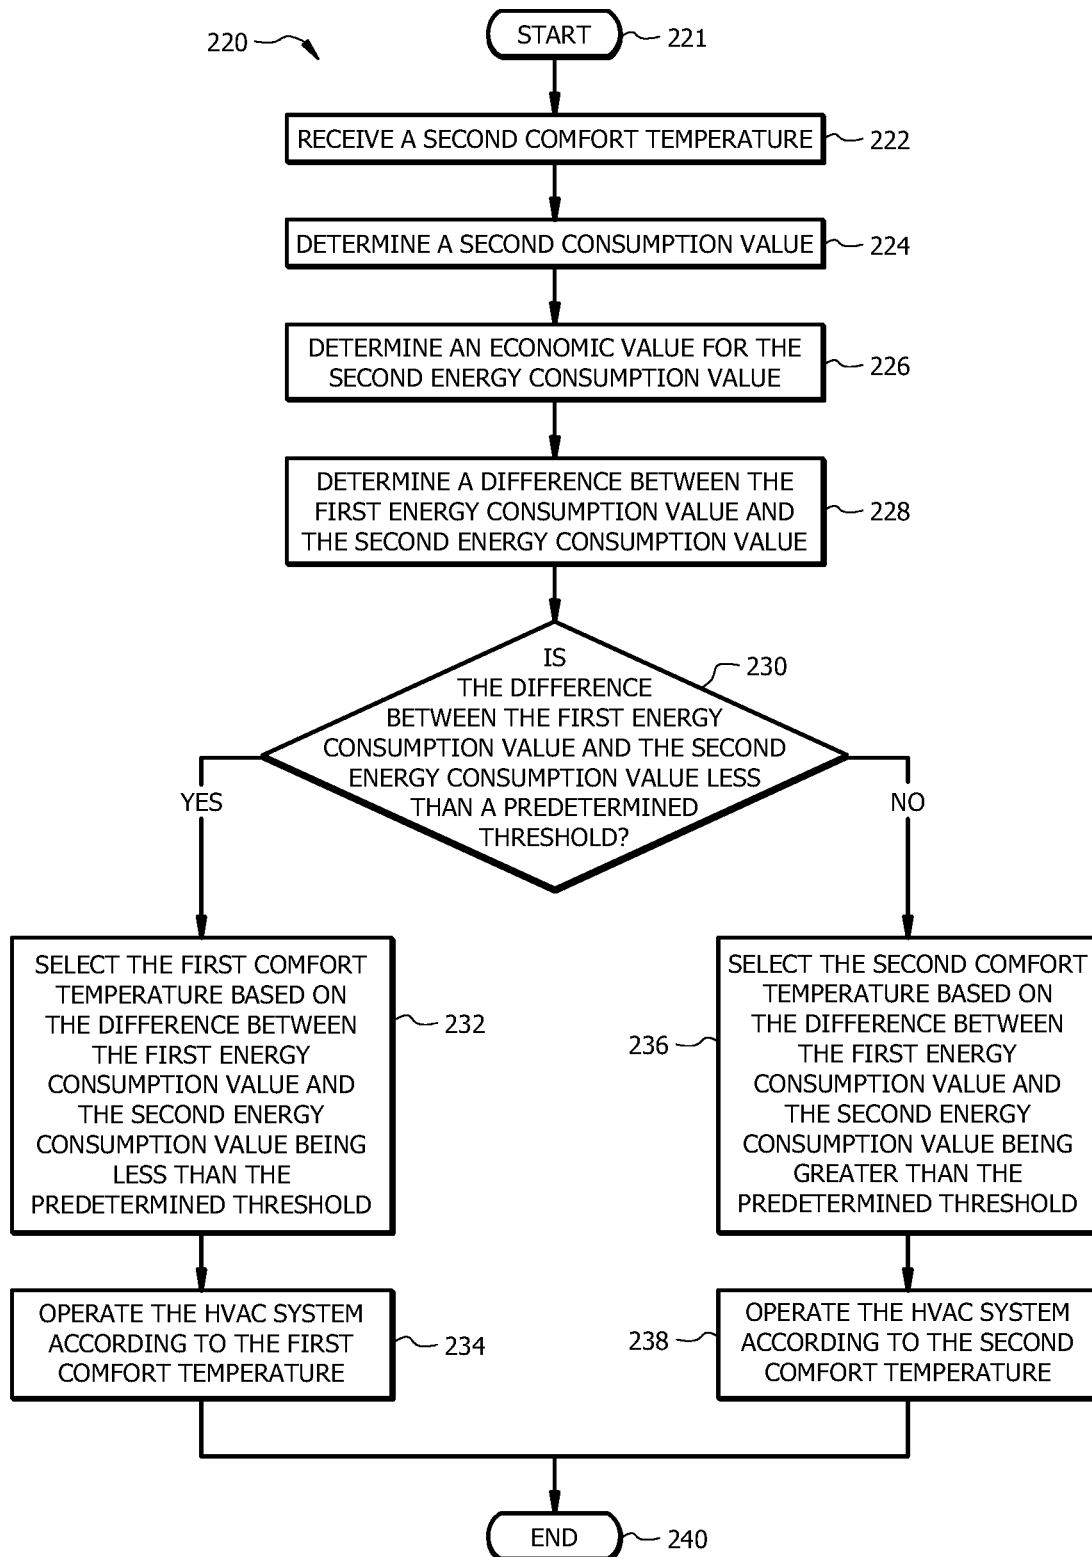 220
START
221
RECEIVE A SECOND COMFORT TEMPERATURE
222
DETERMINE A SECOND CONSUMPTION VALUE
224
DETERMINE AN ECONOMIC VALUE FOR THE
SECOND ENERGY CONSUMPTION VALUE
226
DETERMINE A DIFFERENCE BETWEEN THE
FIRST ENERGY CONSUMPTION VALUE AND
THE SECOND ENERGY CONSUMPTION VALUE
228
IS
THE DIFFERENCE
BETWEEN THE FIRST ENERGY
CONSUMPTION VALUE AND THE SECOND
ENERGY CONSUMPTION VALUE LESS
THAN A PREDETERMINED
THRESHOLD?
230
YES
NO
SELECT THE FIRST COMFORT
TEMPERATURE BASED ON
THE DIFFERENCE BETWEEN
THE FIRST ENERGY
CONSUMPTION VALUE AND
THE SECOND ENERGY
CONSUMPTION VALUE BEING
LESS THAN THE
PREDETERMINED THRESHOLD
232
SELECT THE SECOND COMFORT
TEMPERATURE BASED ON
THE DIFFERENCE BETWEEN
THE FIRST ENERGY
CONSUMPTION VALUE AND
THE SECOND ENERGY
CONSUMPTION VALUE BEING
GREATER THAN THE
PREDETERMINED THRESHOLD
236
OPERATE THE HVAC SYSTEM
ACCORDING TO THE FIRST
COMFORT TEMPERATURE
234
OPERATE THE HVAC SYSTEM
ACCORDING TO THE SECOND
COMFORT TEMPERATURE
238
END
240